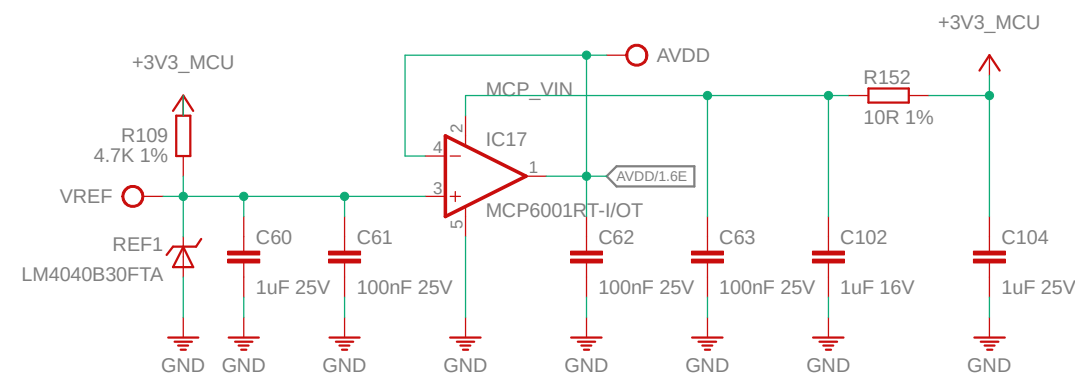 +3V3_MCU
+3V3_MCU
AVDD
MCP_VIN
R152
10R 1%
R109
4.7K 1%
2
IC17
4
1
AVDD/1.6E
VREF
3
MCP6001RT-I/OT
5
REF1
LM4040B30FTA
C60
1uF 25V
C61
100nF 25V
C62
100nF 25V
C63
100nF 25V
C102
1uF 16V
C104
1uF 25V
GND
GND
GND
GND
GND
GND
GND
GND